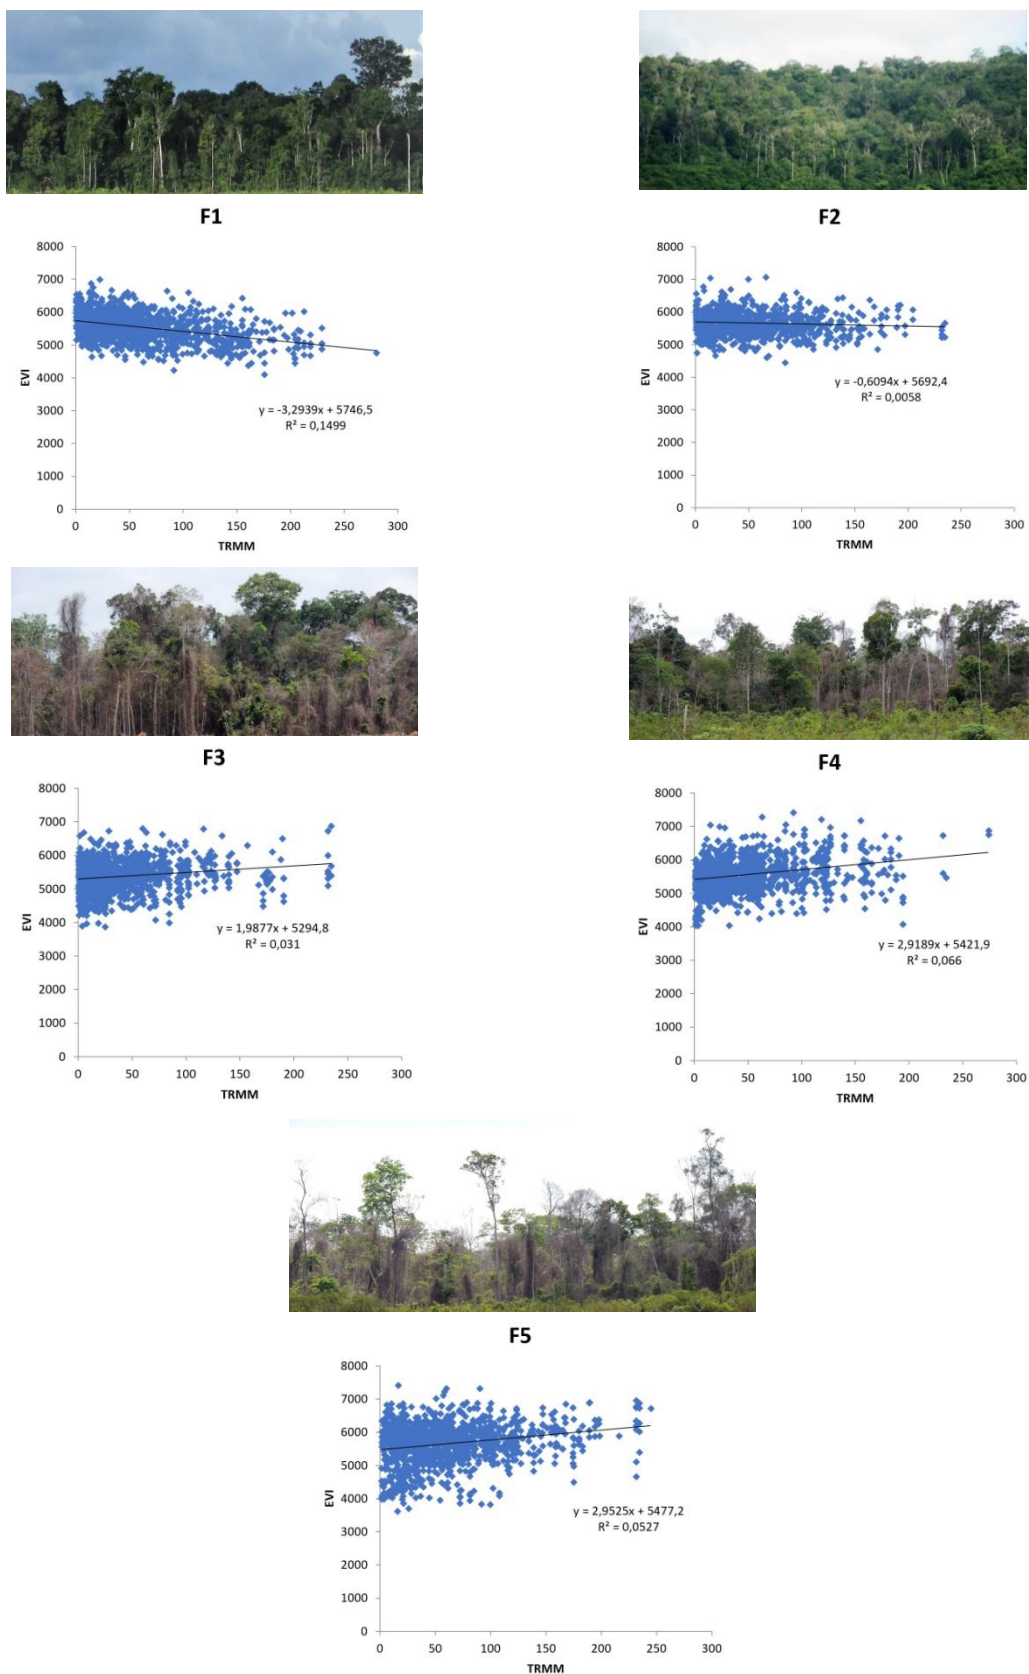 F1
8000
7000
6000
5000
4000
3000
2000
1000
0
EVI
y = -3,2939x + 5746,5
R² = 0,1499
0 50 100 150 200 250 300
TRMM
F2
8000
7000
6000
5000
4000
3000
2000
1000
0
EVI
y = -0,6094x + 5692,4
R² = 0,0058
0 50 100 150 200 250 300
TRMM
F3
8000
7000
6000
5000
4000
3000
2000
1000
0
EVI
y = 1,9877x + 5294,8
R² = 0,031
0 50 100 150 200 250 300
TRMM
F4
8000
7000
6000
5000
4000
3000
2000
1000
0
EVI
y = 2,9189x + 5421,9
R² = 0,066
0 50 100 150 200 250 300
TRMM
F5
8000
7000
6000
5000
4000
3000
2000
1000
0
EVI
y = 2,9525x + 5477,2
R² = 0,0527
0 50 100 150 200 250 300
TRMM